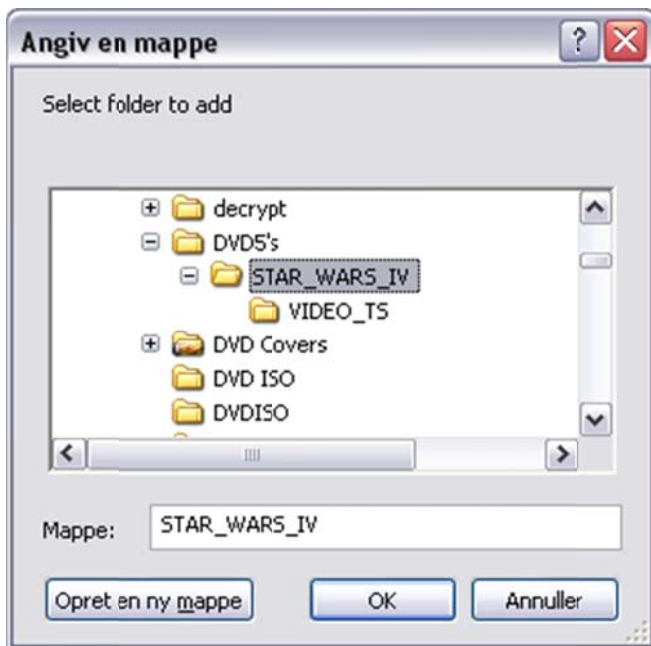 Angiv en mappe
Select folder to add
decrypt
DVD5's
STAR_WARS_IV
VIDEO_TS
DVD Covers
DVD ISO
DVDISO
Mappe: STAR_WARS_IV
Opret en ny mappe OK Annuller